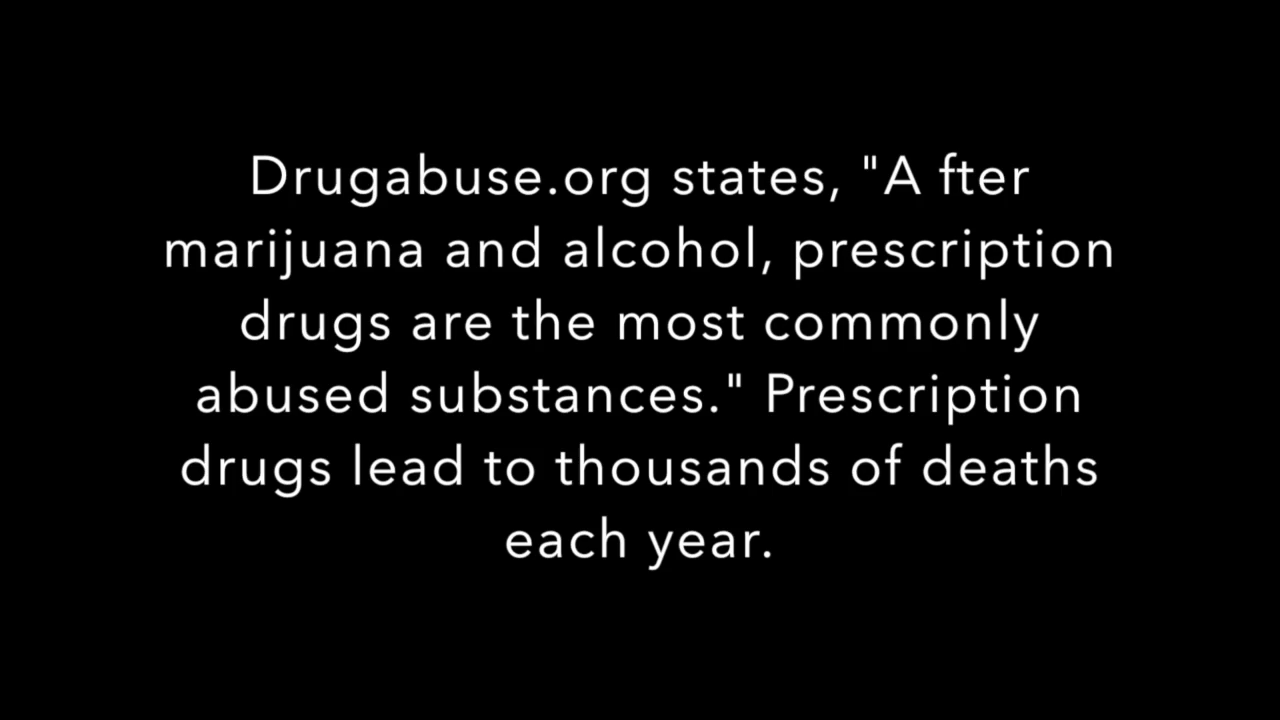 Drugabuse.org states, "A fter
marijuana and alcohol, prescription
drugs are the most commonly
abused substances." Prescription
drugs lead to thousands of deaths
each year.